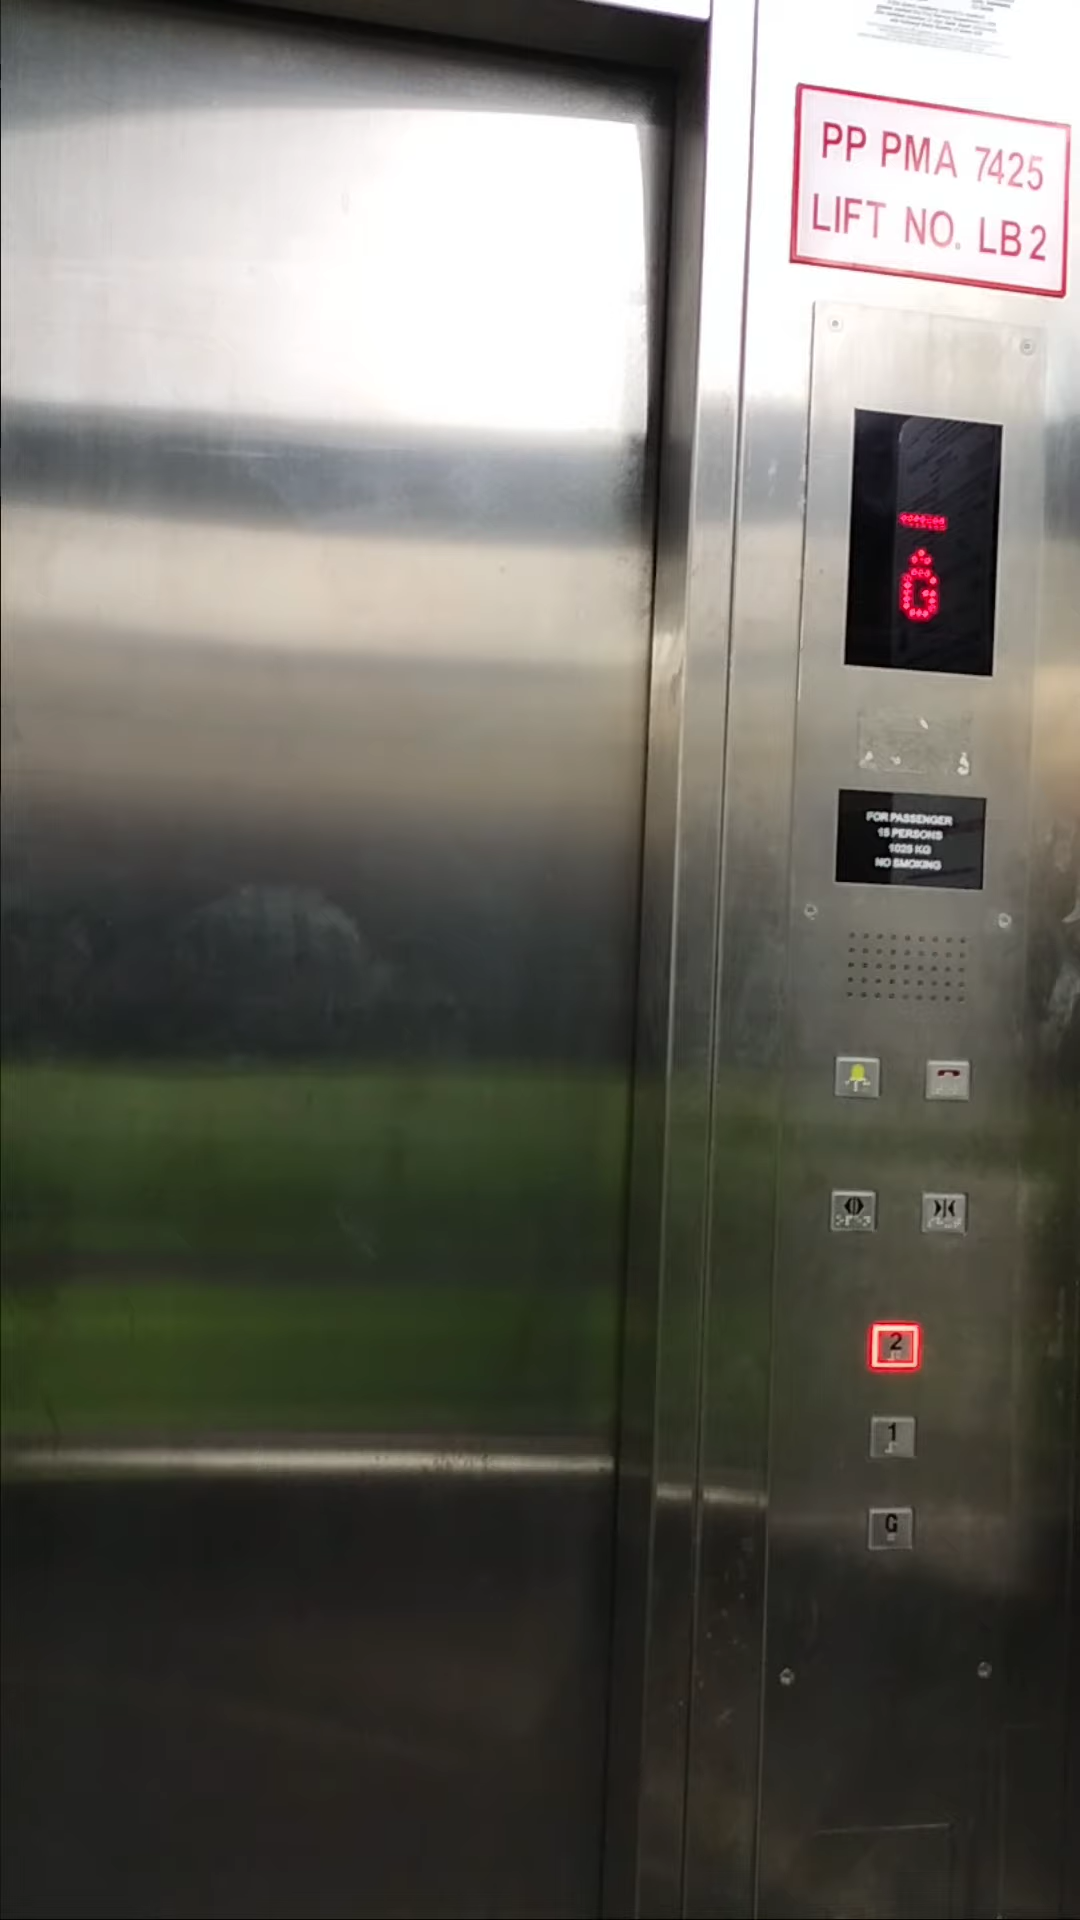 PP PMA 7425
LIFT NO. LB2
G
FOR PASSENGER
15 PERSONS
1025 KG
NO SMOKING
2
1
G